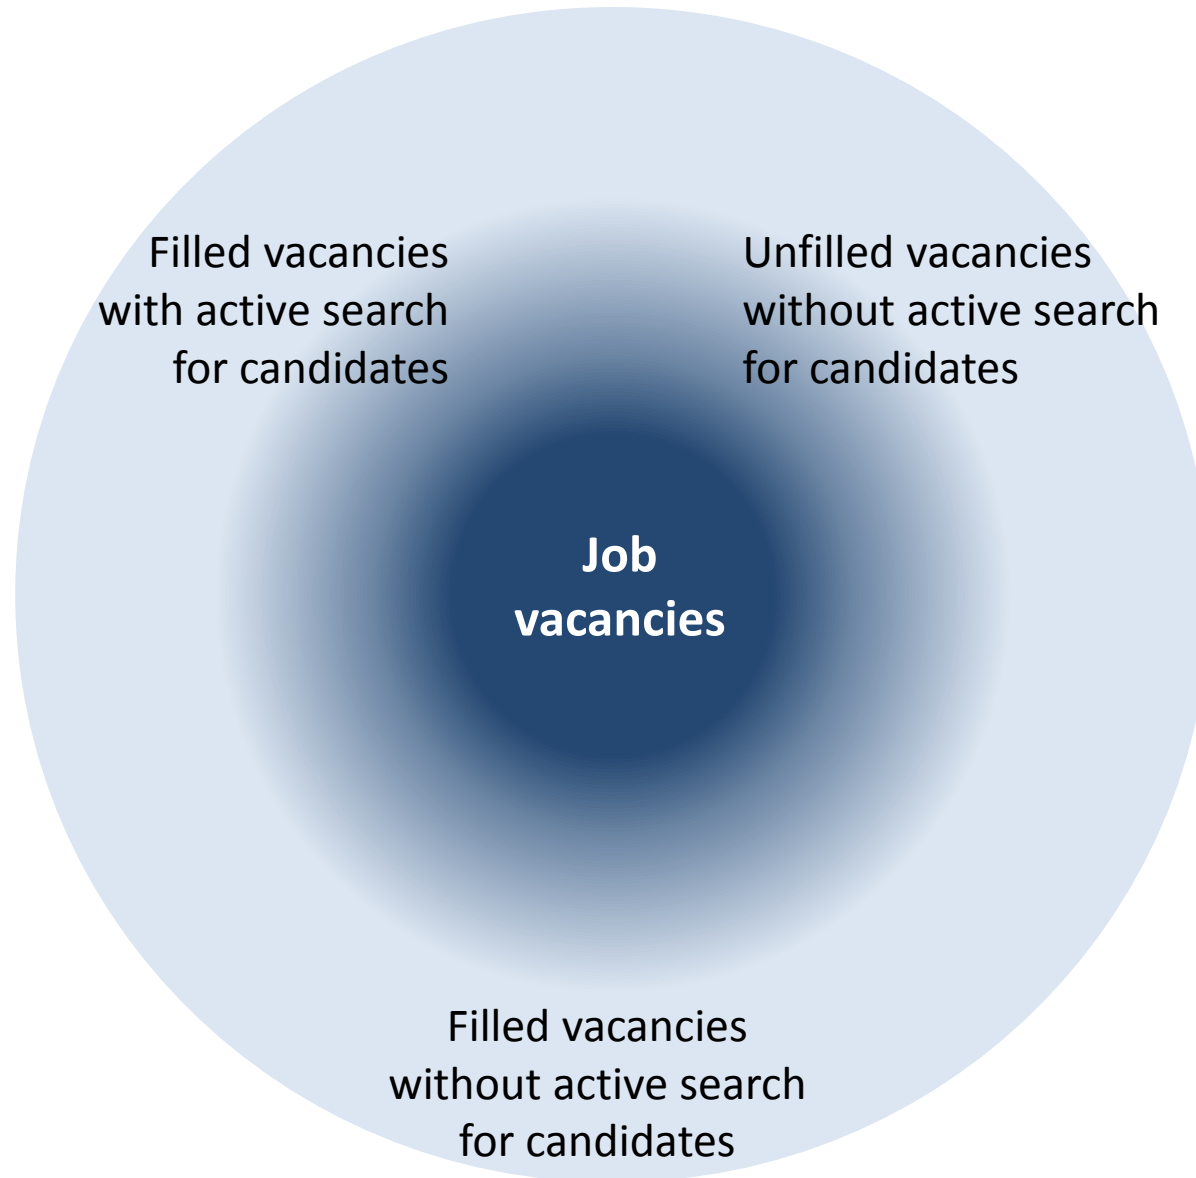 Filled vacancies
with active search
for candidates
Unfilled vacancies
without active search
for candidates
Job
vacancies
Filled vacancies
without active search
for candidates